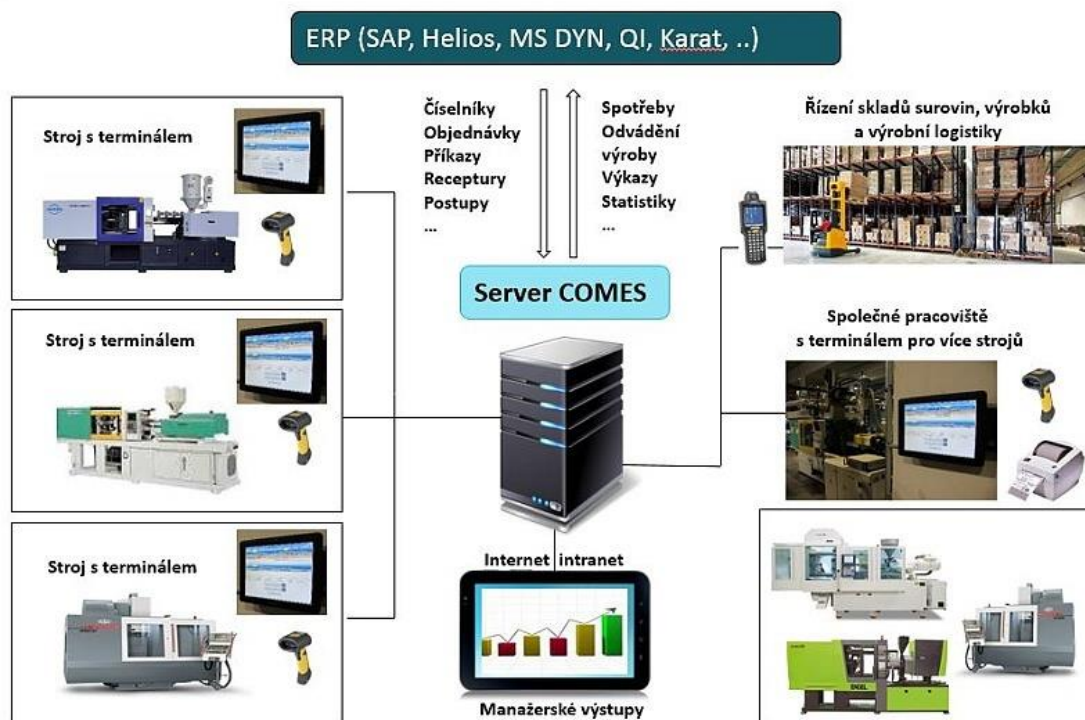 ERP (SAP, Helios, MS DYN, QI, Karat, ..)
Stroj s terminálem
Číselníky
Objednávky
Příkazy
Receptury
Postupy
...
Spotřeby
Odvádění
výroby
Výkazy
Statistiky
...
Řízení skladů surovin, výrobků
a výrobní logistiky
Server COMES
Stroj s terminálem
Společné pracoviště
s terminálem pro více strojů
Stroj s terminálem
Internet intranet
ENGEL
Manažerské výstupy